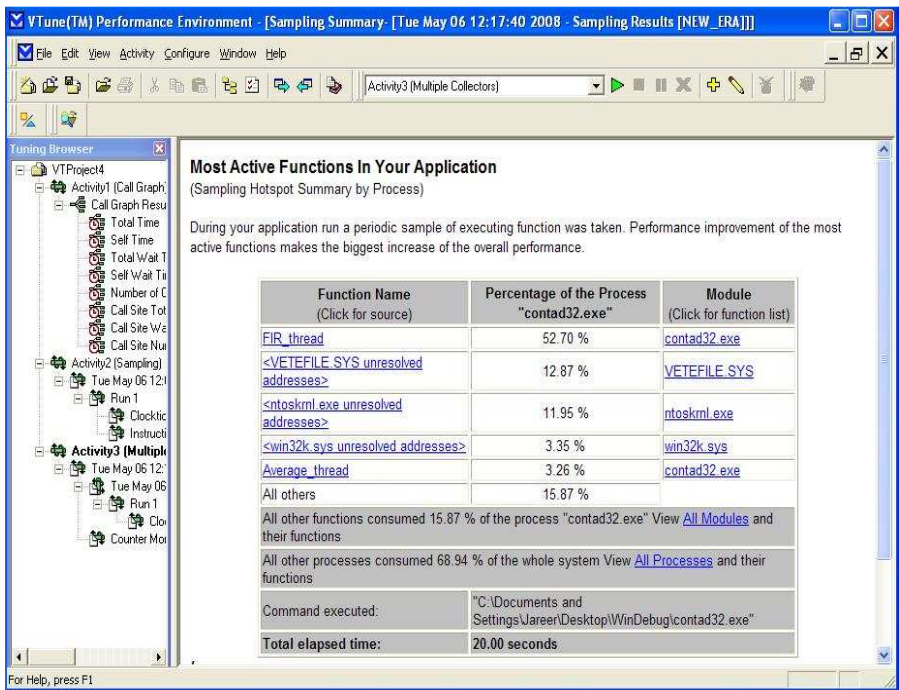 VTune(TM) Performance Environment - [Sampling Summary- [Tue May 06 12:17:40 2008 - Sampling Results [NEW_ERA]]]
File Edit View Activity Configure Window Help
Activity3 (Multiple Collectors)
Tuning Browser
VTProject4
Activity1 (Call Graph)
Call Graph Resu
Total Time
Self Time
Total Wait T
Self Wait Ti
Number of C
Call Site Tot
Call Site Wa
Call Site Nu
Activity2 (Sampling)
Tue May 06 12:
Run 1
Clocktic
Instructi
Activity3 (Multiple
Tue May 06 12:
Tue May 06
Run 1
Clo
Counter Mo
Most Active Functions In Your Application
(Sampling Hotspot Summary by Process)
During your application run a periodic sample of executing function was taken. Performance improvement of the most
active functions makes the biggest increase of the overall performance.
Function Name Percentage of the Process Module
(Click for source) "contad32.exe" (Click for function list)
FIR_thread 52.70 % contad32.exe
<VETEFILE.SYS unresolved
addresses> 12.87 % VETEFILE.SYS
<ntoskrnl.exe unresolved
addresses> 11.95 % ntoskrnl.exe
<win32k.sys unresolved addresses> 3.35 % win32k.sys
Average_thread 3.26 % contad32.exe
All others 15.87 %
All other functions consumed 15.87 % of the process "contad32.exe" View All Modules and
their functions
All other processes consumed 68.94 % of the whole system View All Processes and their
functions
Command executed: "C:\Documents and
Settings\Jareer\Desktop\WinDebug\contad32.exe"
Total elapsed time: 20.00 seconds
For Help, press F1